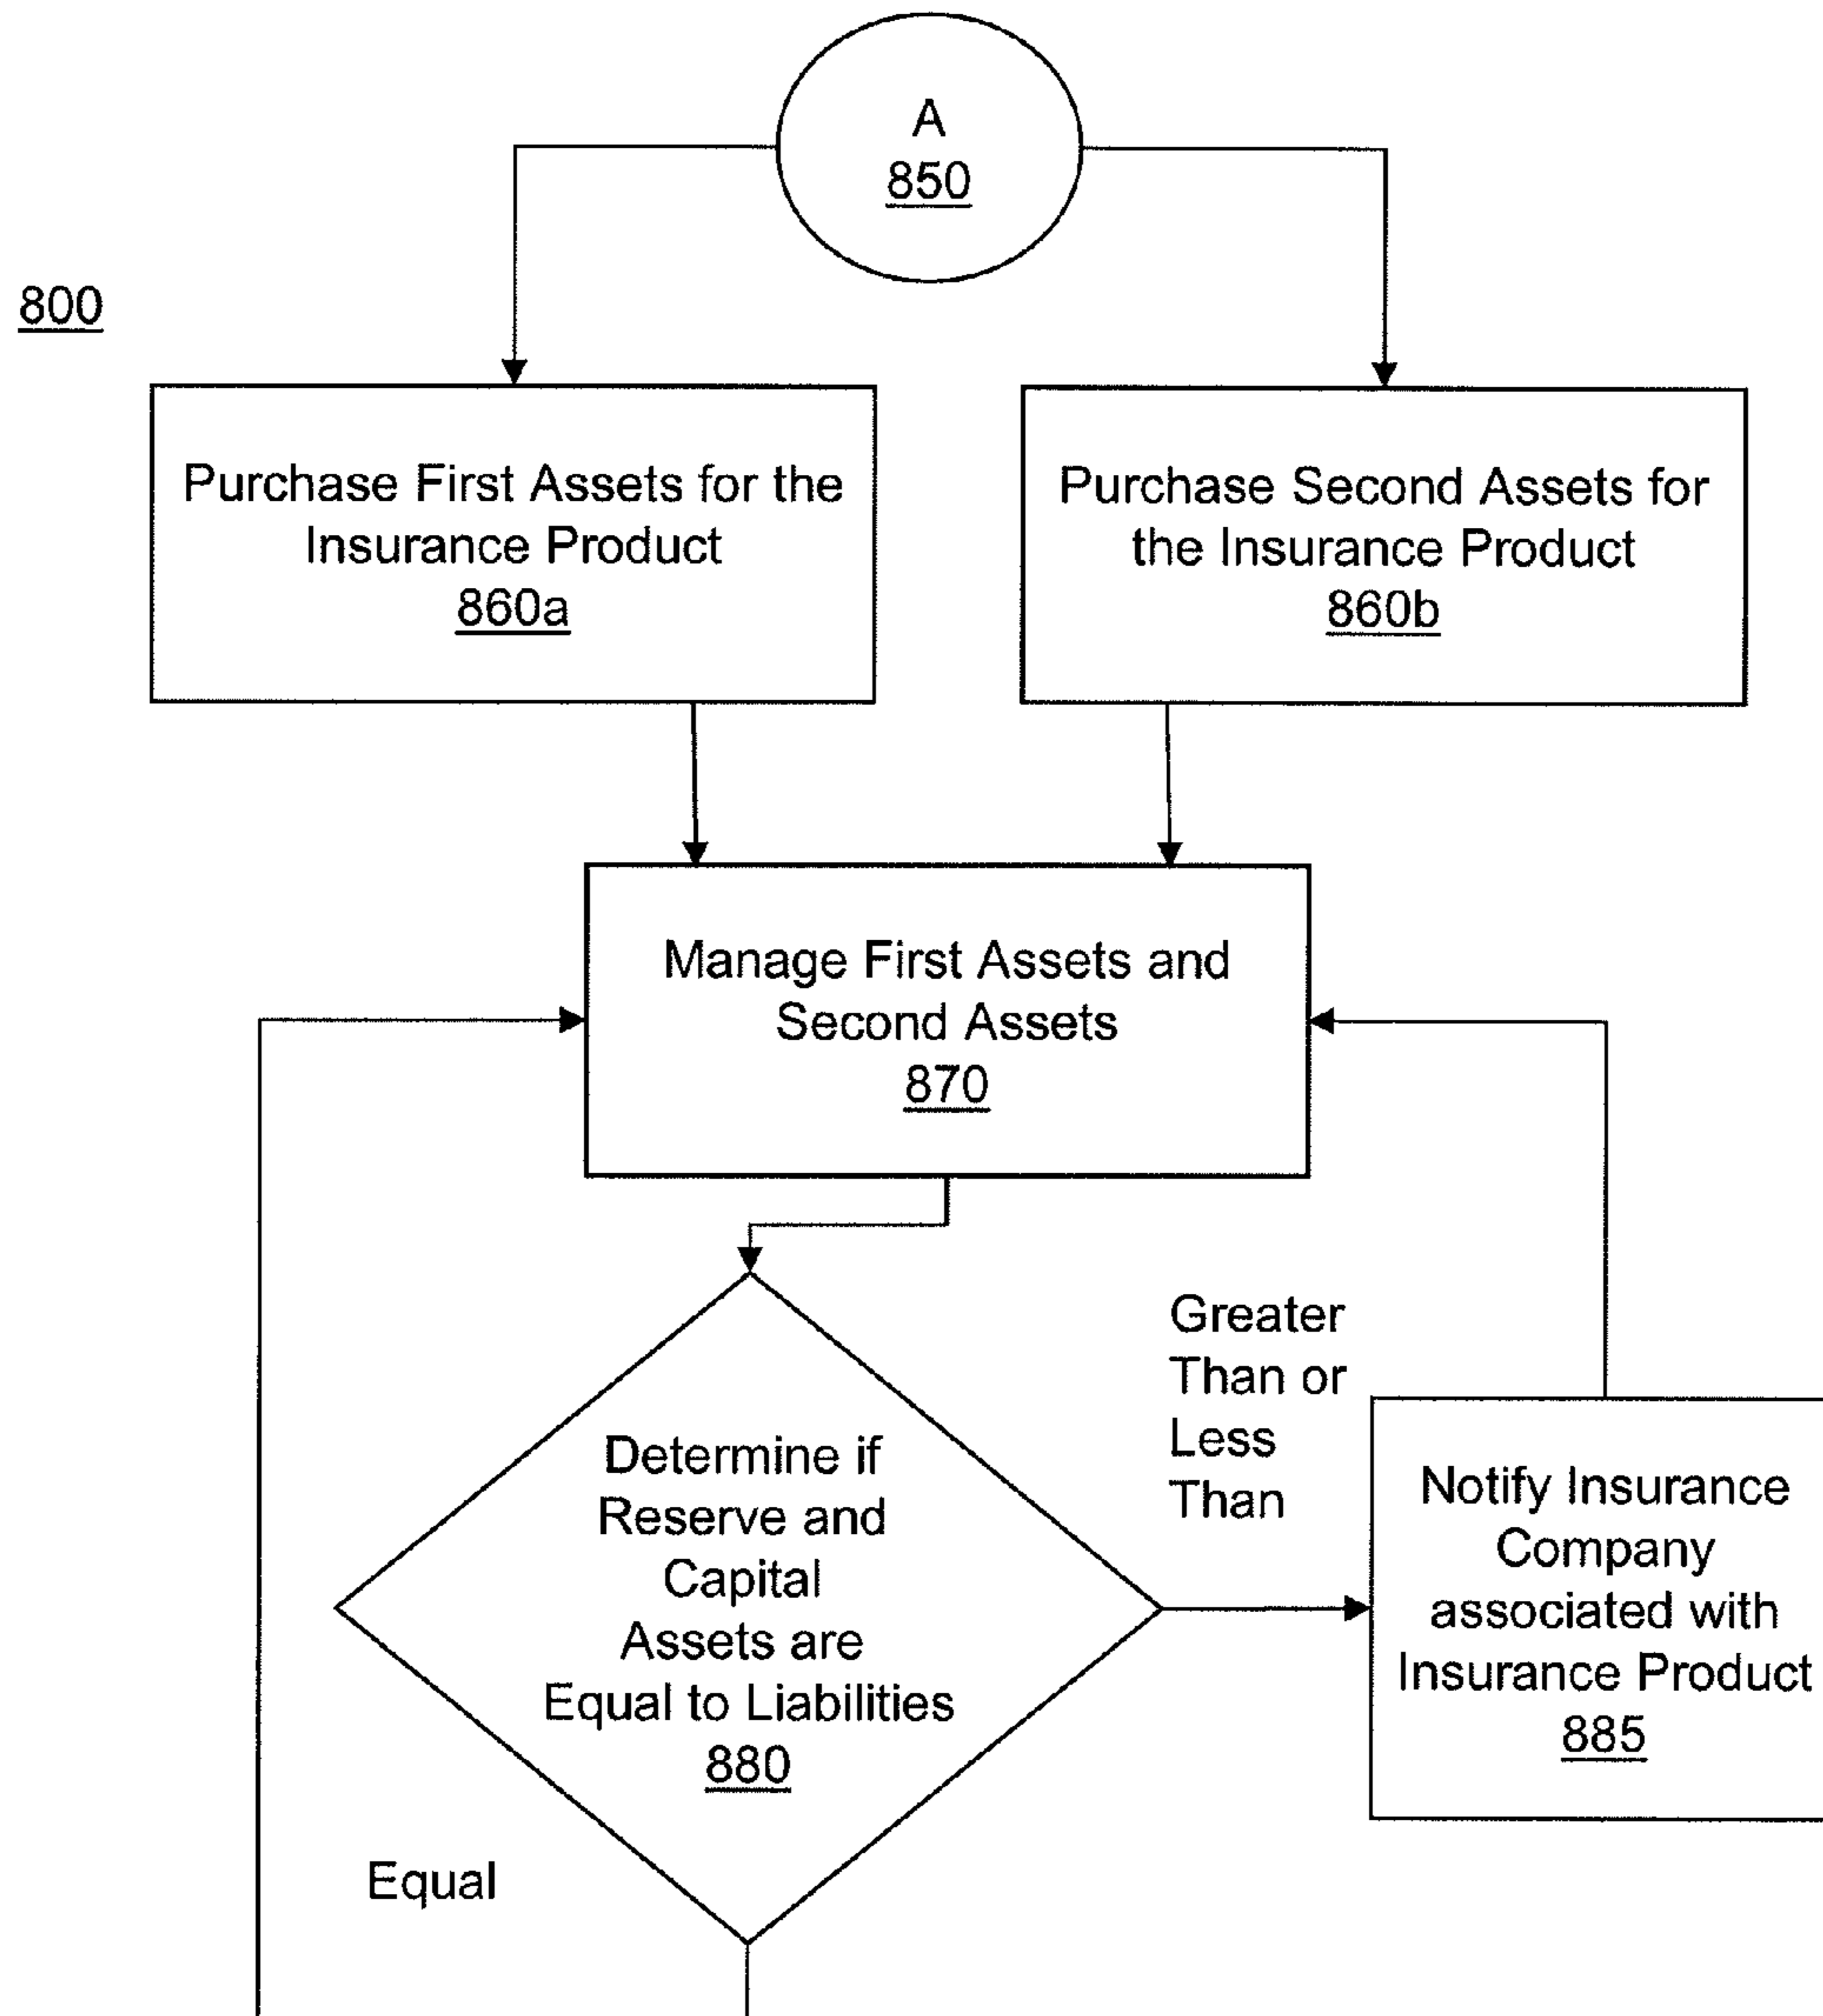 A
850
800
Purchase First Assets for the
Insurance Product
860a
Purchase Second Assets for
the Insurance Product
860b
Manage First Assets and
Second Assets
870
Greater
Than or
Less
Than
Determine if
Reserve and
Capital
Assets are
Equal to Liabilities
880
Notify Insurance
Company
associated with
Insurance Product
885
Equal